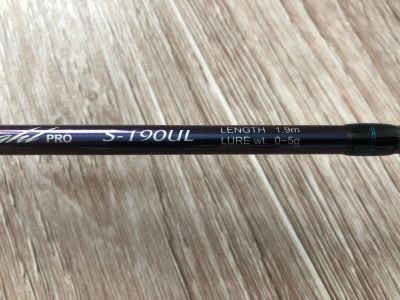 PRO S-190UL LENGTH 1.9m
LURE wt. 0-5g